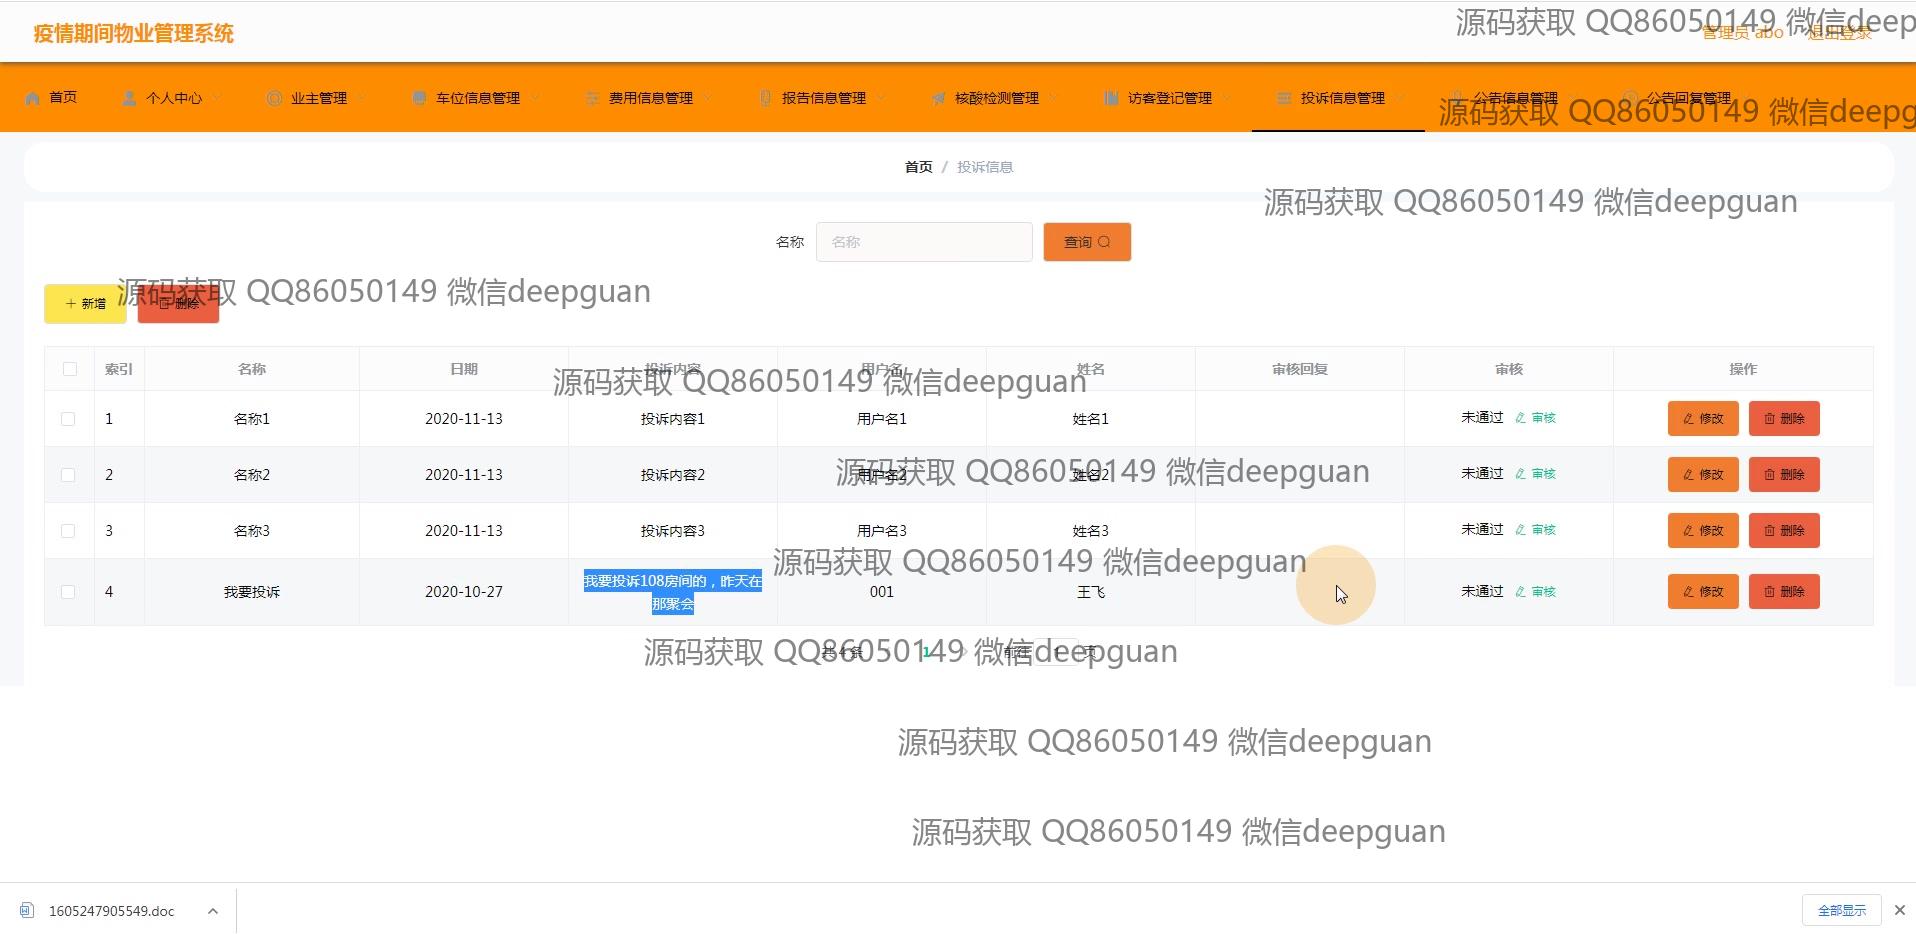 疫情期间物业管理系统
源码获取 QQ86050149 微信deepg
管理员 abo 退出登录
首页 个人中心 业主管理 车位信息管理 费用信息管理 报告信息管理 核酸检测管理 访客登记管理 投诉信息管理 公告信息管理 公告回复管理
源码获取 QQ86050149 微信deepg
首页 / 投诉信息
源码获取 QQ86050149 微信deepguan
名称 名称 查询
源码获取 QQ86050149 微信deepguan
新增 删除
索引 名称 日期 投诉内容 用户名 姓名 审核回复 审核 操作
源码获取 QQ86050149 微信deepguan
1 名称1 2020-11-13 投诉内容1 用户名1 姓名1 未通过 审核 修改 删除
2 名称2 2020-11-13 投诉内容2 用户名2 姓名2 未通过 审核 修改 删除
源码获取 QQ86050149 微信deepguan
3 名称3 2020-11-13 投诉内容3 用户名3 姓名3 未通过 审核 修改 删除
源码获取 QQ86050149 微信deepguan
4 我要投诉 2020-10-27 我要投诉108房间的，昨天在 001 王飞 未通过 审核 修改 删除
那聚会
共 4 条 1 前往 1 页
源码获取 QQ86050149 微信deepguan
源码获取 QQ86050149 微信deepguan
源码获取 QQ86050149 微信deepguan
1605247905549.doc 全部显示